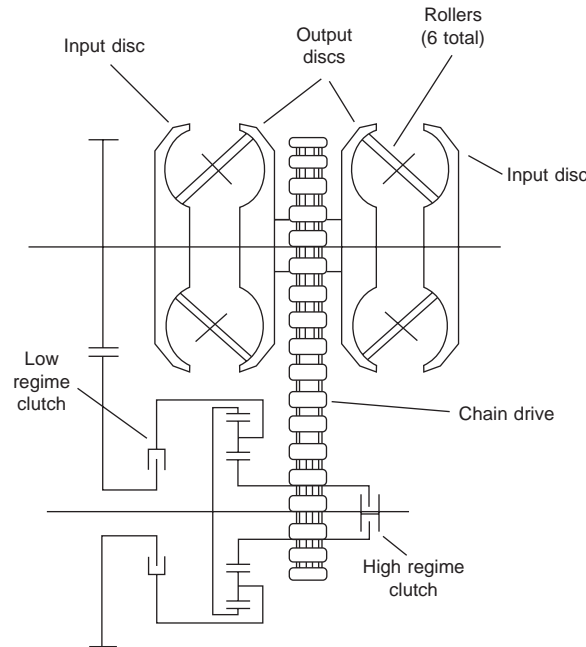 Rollers
(6 total)
Output
discs
Input disc
Input disc
Low
regime
clutch
Chain drive
High regime
clutch